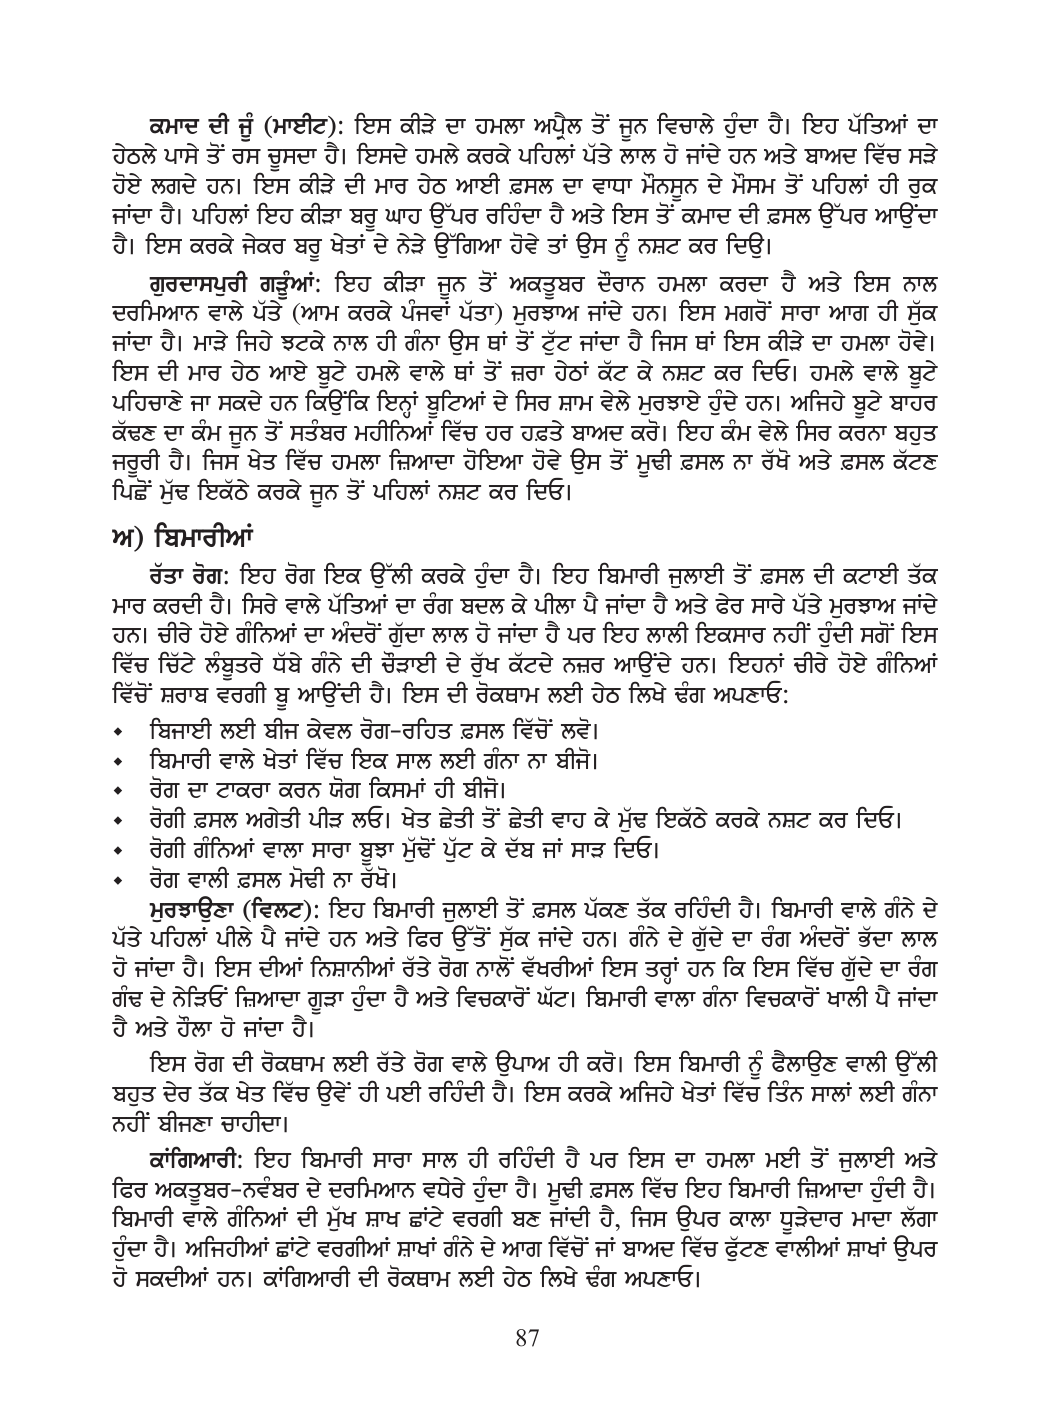 ਕਮਾਦ ਦੀ ਜੂੰ (ਮਾਈਟ): ਇਸ ਕੀੜੇ ਦਾ ਹਮਲਾ ਅਪ੍ਰੈਲ ਤੋਂ ਜੂਨ ਵਿਚਾਲੇ ਹੁੰਦਾ ਹੈ। ਇਹ ਪੱਤਿਆਂ ਦਾ
ਹੇਠਲੇ ਪਾਸੇ ਤੋਂ ਰਸ ਚੂਸਦਾ ਹੈ। ਇਸਦੇ ਹਮਲੇ ਕਰਕੇ ਪਹਿਲਾਂ ਪੱਤੇ ਲਾਲ ਹੋ ਜਾਂਦੇ ਹਨ ਅਤੇ ਬਾਅਦ ਵਿੱਚ ਸੜੇ
ਹੋਏ ਲਗਦੇ ਹਨ। ਇਸ ਕੀੜੇ ਦੀ ਮਾਰ ਹੇਠ ਆਈ ਫ਼ਸਲ ਦਾ ਵਾਧਾ ਮੌਨਸੂਨ ਦੇ ਮੌਸਮ ਤੋਂ ਪਹਿਲਾਂ ਹੀ ਰੁਕ
ਜਾਂਦਾ ਹੈ। ਪਹਿਲਾਂ ਇਹ ਕੀੜਾ ਬਰੂ ਘਾਹ ਉੱਪਰ ਰਹਿੰਦਾ ਹੈ ਅਤੇ ਇਸ ਤੋਂ ਕਮਾਦ ਦੀ ਫ਼ਸਲ ਉੱਪਰ ਆਉਂਦਾ
ਹੈ। ਇਸ ਕਰਕੇ ਜੇਕਰ ਬਰੂ ਖੇਤਾਂ ਦੇ ਨੇੜੇ ਉੱਗਿਆ ਹੋਵੇ ਤਾਂ ਉਸ ਨੂੰ ਨਸ਼ਟ ਕਰ ਦਿਉ।
ਗੁਰਦਾਸਪੁਰੀ ਗੜੂੰਆਂ: ਇਹ ਕੀੜਾ ਜੂਨ ਤੋਂ ਅਕਤੂਬਰ ਦੌਰਾਨ ਹਮਲਾ ਕਰਦਾ ਹੈ ਅਤੇ ਇਸ ਨਾਲ
ਦਰਮਿਆਨ ਵਾਲੇ ਪੱਤੇ (ਆਮ ਕਰਕੇ ਪੰਜਵਾਂ ਪੱਤਾ) ਮੁਰਝਾਅ ਜਾਂਦੇ ਹਨ। ਇਸ ਮਗਰੋਂ ਸਾਰਾ ਆਗ ਹੀ ਸੁੱਕ
ਜਾਂਦਾ ਹੈ। ਮਾੜੇ ਜਿਹੇ ਝਟਕੇ ਨਾਲ ਹੀ ਗੰਨਾ ਉਸ ਥਾਂ ਤੋਂ ਟੁੱਟ ਜਾਂਦਾ ਹੈ ਜਿਸ ਥਾਂ ਇਸ ਕੀੜੇ ਦਾ ਹਮਲਾ ਹੋਵੇ।
ਇਸ ਦੀ ਮਾਰ ਹੇਠ ਆਏ ਬੂਟੇ ਹਮਲੇ ਵਾਲੇ ਥਾਂ ਤੋਂ ਜ਼ਰਾ ਹੇਠਾਂ ਕੱਟ ਕੇ ਨਸ਼ਟ ਕਰ ਦਿਓ। ਹਮਲੇ ਵਾਲੇ ਬੂਟੇ
ਪਹਿਚਾਣੇ ਜਾ ਸਕਦੇ ਹਨ ਕਿਉਂਕਿ ਇਨ੍ਹਾਂ ਬੂਟਿਆਂ ਦੇ ਸਿਰ ਸ਼ਾਮ ਵੇਲੇ ਮੁਰਝਾਏ ਹੁੰਦੇ ਹਨ। ਅਜਿਹੇ ਬੂਟੇ ਬਾਹਰ
ਕੱਢਣ ਦਾ ਕੰਮ ਜੂਨ ਤੋਂ ਸਤੰਬਰ ਮਹੀਨਿਆਂ ਵਿੱਚ ਹਰ ਹਫ਼ਤੇ ਬਾਅਦ ਕਰੋ। ਇਹ ਕੰਮ ਵੇਲੇ ਸਿਰ ਕਰਨਾ ਬਹੁਤ
ਜਰੂਰੀ ਹੈ। ਜਿਸ ਖੇਤ ਵਿੱਚ ਹਮਲਾ ਜ਼ਿਆਦਾ ਹੋਇਆ ਹੋਵੇ ਉਸ ਤੋਂ ਮੂਢੀ ਫ਼ਸਲ ਨਾ ਰੱਖੋ ਅਤੇ ਫ਼ਸਲ ਕੱਟਣ
ਪਿਛੋਂ ਮੁੱਢ ਇਕੱਠੇ ਕਰਕੇ ਜੂਨ ਤੋਂ ਪਹਿਲਾਂ ਨਸ਼ਟ ਕਰ ਦਿਓ।
ਅ) ਬਿਮਾਰੀਆਂ
ਰੱਤਾ ਰੋਗ: ਇਹ ਰੋਗ ਇਕ ਉੱਲੀ ਕਰਕੇ ਹੁੰਦਾ ਹੈ। ਇਹ ਬਿਮਾਰੀ ਜੁਲਾਈ ਤੋਂ ਫ਼ਸਲ ਦੀ ਕਟਾਈ ਤੱਕ
ਮਾਰ ਕਰਦੀ ਹੈ। ਸਿਰੇ ਵਾਲੇ ਪੱਤਿਆਂ ਦਾ ਰੰਗ ਬਦਲ ਕੇ ਪੀਲਾ ਪੈ ਜਾਂਦਾ ਹੈ ਅਤੇ ਫੇਰ ਸਾਰੇ ਪੱਤੇ ਮੁਰਝਾਅ ਜਾਂਦੇ
ਹਨ। ਚੀਰੇ ਹੋਏ ਗੰਨਿਆਂ ਦਾ ਅੰਦਰੋਂ ਗੁੱਦਾ ਲਾਲ ਹੋ ਜਾਂਦਾ ਹੈ ਪਰ ਇਹ ਲਾਲੀ ਇਕਸਾਰ ਨਹੀਂ ਹੁੰਦੀ ਸਗੋਂ ਇਸ
ਵਿੱਚ ਚਿੱਟੇ ਲੰਬੂਤਰੇ ਧੱਬੇ ਗੰਨੇ ਦੀ ਚੌੜਾਈ ਦੇ ਰੁੱਖ ਕੱਟਦੇ ਨਜ਼ਰ ਆਉਂਦੇ ਹਨ। ਇਹਨਾਂ ਚੀਰੇ ਹੋਏ ਗੰਨਿਆਂ
ਵਿੱਚੋਂ ਸ਼ਰਾਬ ਵਰਗੀ ਬੂ ਆਉਂਦੀ ਹੈ। ਇਸ ਦੀ ਰੋਕਥਾਮ ਲਈ ਹੇਠ ਲਿਖੇ ਢੰਗ ਅਪਣਾਓ:
◆ ਬਿਜਾਈ ਲਈ ਬੀਜ ਕੇਵਲ ਰੋਗ-ਰਹਿਤ ਫ਼ਸਲ ਵਿੱਚੋਂ ਲਵੋ।
◆ ਬਿਮਾਰੀ ਵਾਲੇ ਖੇਤਾਂ ਵਿੱਚ ਇਕ ਸਾਲ ਲਈ ਗੰਨਾ ਨਾ ਬੀਜੋ।
◆ ਰੋਗ ਦਾ ਟਾਕਰਾ ਕਰਨ ਯੋਗ ਕਿਸਮਾਂ ਹੀ ਬੀਜੋ।
◆ ਰੋਗੀ ਫ਼ਸਲ ਅਗੇਤੀ ਪੀੜ ਲਓ। ਖੇਤ ਛੇਤੀ ਤੋਂ ਛੇਤੀ ਵਾਹ ਕੇ ਮੁੱਢ ਇਕੱਠੇ ਕਰਕੇ ਨਸ਼ਟ ਕਰ ਦਿਓ।
◆ ਰੋਗੀ ਗੰਨਿਆਂ ਵਾਲਾ ਸਾਰਾ ਬੂਝਾ ਮੁੱਢੋਂ ਪੁੱਟ ਕੇ ਦੱਬ ਜਾਂ ਸਾੜ ਦਿਓ।
◆ ਰੋਗ ਵਾਲੀ ਫ਼ਸਲ ਮੋਢੀ ਨਾ ਰੱਖੋ।
ਮੁਰਝਾਉਣਾ (ਵਿਲਟ): ਇਹ ਬਿਮਾਰੀ ਜੁਲਾਈ ਤੋਂ ਫ਼ਸਲ ਪੱਕਣ ਤੱਕ ਰਹਿੰਦੀ ਹੈ। ਬਿਮਾਰੀ ਵਾਲੇ ਗੰਨੇ ਦੇ
ਪੱਤੇ ਪਹਿਲਾਂ ਪੀਲੇ ਪੈ ਜਾਂਦੇ ਹਨ ਅਤੇ ਫਿਰ ਉੱਤੋਂ ਸੁੱਕ ਜਾਂਦੇ ਹਨ। ਗੰਨੇ ਦੇ ਗੁੱਦੇ ਦਾ ਰੰਗ ਅੰਦਰੋਂ ਭੱਦਾ ਲਾਲ
ਹੋ ਜਾਂਦਾ ਹੈ। ਇਸ ਦੀਆਂ ਨਿਸ਼ਾਨੀਆਂ ਰੱਤੇ ਰੋਗ ਨਾਲੋਂ ਵੱਖਰੀਆਂ ਇਸ ਤਰ੍ਹਾਂ ਹਨ ਕਿ ਇਸ ਵਿੱਚ ਗੁੱਦੇ ਦਾ ਰੰਗ
ਗੰਢ ਦੇ ਨੇੜਿਓਂ ਜ਼ਿਆਦਾ ਗੂੜਾ ਹੁੰਦਾ ਹੈ ਅਤੇ ਵਿਚਕਾਰੋਂ ਘੱਟ। ਬਿਮਾਰੀ ਵਾਲਾ ਗੰਨਾ ਵਿਚਕਾਰੋਂ ਖਾਲੀ ਪੈ ਜਾਂਦਾ
ਹੈ ਅਤੇ ਹੌਲਾ ਹੋ ਜਾਂਦਾ ਹੈ।
ਇਸ ਰੋਗ ਦੀ ਰੋਕਥਾਮ ਲਈ ਰੱਤੇ ਰੋਗ ਵਾਲੇ ਉਪਾਅ ਹੀ ਕਰੋ। ਇਸ ਬਿਮਾਰੀ ਨੂੰ ਫੈਲਾਉਣ ਵਾਲੀ ਉੱਲੀ
ਬਹੁਤ ਦੇਰ ਤੱਕ ਖੇਤ ਵਿੱਚ ਉਵੇਂ ਹੀ ਪਈ ਰਹਿੰਦੀ ਹੈ। ਇਸ ਕਰਕੇ ਅਜਿਹੇ ਖੇਤਾਂ ਵਿੱਚ ਤਿੰਨ ਸਾਲਾਂ ਲਈ ਗੰਨਾ
ਨਹੀਂ ਬੀਜਣਾ ਚਾਹੀਦਾ।
ਕਾਂਗਿਆਰੀ: ਇਹ ਬਿਮਾਰੀ ਸਾਰਾ ਸਾਲ ਹੀ ਰਹਿੰਦੀ ਹੈ ਪਰ ਇਸ ਦਾ ਹਮਲਾ ਮਈ ਤੋਂ ਜੁਲਾਈ ਅਤੇ
ਫਿਰ ਅਕਤੂਬਰ-ਨਵੰਬਰ ਦੇ ਦਰਮਿਆਨ ਵਧੇਰੇ ਹੁੰਦਾ ਹੈ। ਮੂਢੀ ਫ਼ਸਲ ਵਿੱਚ ਇਹ ਬਿਮਾਰੀ ਜ਼ਿਆਦਾ ਹੁੰਦੀ ਹੈ।
ਬਿਮਾਰੀ ਵਾਲੇ ਗੰਨਿਆਂ ਦੀ ਮੁੱਖ ਸ਼ਾਖ ਛਾਂਟੇ ਵਰਗੀ ਬਣ ਜਾਂਦੀ ਹੈ, ਜਿਸ ਉਪਰ ਕਾਲਾ ਧੂੜੇਦਾਰ ਮਾਦਾ ਲੱਗਾ
ਹੁੰਦਾ ਹੈ। ਅਜਿਹੀਆਂ ਛਾਂਟੇ ਵਰਗੀਆਂ ਸ਼ਾਖਾਂ ਗੰਨੇ ਦੇ ਆਗ ਵਿੱਚੋਂ ਜਾਂ ਬਾਅਦ ਵਿੱਚ ਫੁੱਟਣ ਵਾਲੀਆਂ ਸ਼ਾਖਾਂ ਉਪਰ
ਹੋ ਸਕਦੀਆਂ ਹਨ। ਕਾਂਗਿਆਰੀ ਦੀ ਰੋਕਥਾਮ ਲਈ ਹੇਠ ਲਿਖੇ ਢੰਗ ਅਪਣਾਓ।
87